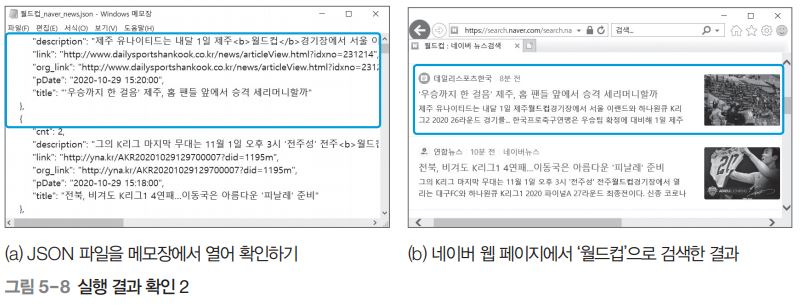 월드컵_naver_news.json - Windows 메모장
파일(F) 편집(E) 서식(O) 보기(V) 도움말(H)
"description": "제주 유나이티드는 내달 1일 제주<b>월드컵</b>경기장에서 서울 이
"link": "http://www.dailysportshankook.co.kr/news/articleView.html?idxno=231214",
"org_link": "http://www.dailysportshankook.co.kr/news/articleView.html?idxno=2312
"pDate": "2020-10-29 15:20:00",
"title": "'우승까지 한 걸음' 제주, 홈 팬들 앞에서 승격 세리머니할까"
},
{
"cnt": 2,
"description": "그의 K리그 마지막 무대는 11월 1일 오후 3시 '전주성' 전주<b>월드
"link": "http://yna.kr/AKR20201029129700007?did=1195m",
"org_link": "http://yna.kr/AKR20201029129700007?did=1195m",
"pDate": "2020-10-29 15:18:00",
"title": "전북, 비겨도 K리그1 4연패…이동국은 아름다운 '피날레' 준비"
},
(a) JSON 파일을 메모장에서 열어 확인하기
https://search.naver.com/search.na
검색...
월드컵 : 네이버 뉴스검색
데일리스포츠한국 8분 전
'우승까지 한 걸음' 제주, 홈 팬들 앞에서 승격 세리머니할까
제주 유나이티드는 내달 1일 제주월드컵경기장에서 서울 이랜드와 하나원큐 K리
그2 2020 26라운드 경기를... 한국프로축구연맹은 우승팀 확정에 대비해 1일 제주
연합뉴스 10분 전 네이버뉴스
전북, 비겨도 K리그1 4연패…이동국은 아름다운 '피날레' 준비
그의 K리그 마지막 무대는 11월 1일 오후 3시 '전주성' 전주월드컵경기장에서 열
리는 대구FC와 하나원큐 K리그1 2020 파이널A 27라운드 최종전이다. 신종 코로나
20
(b) 네이버 웹 페이지에서 '월드컵'으로 검색한 결과
그림 5-8 실행 결과 확인 2